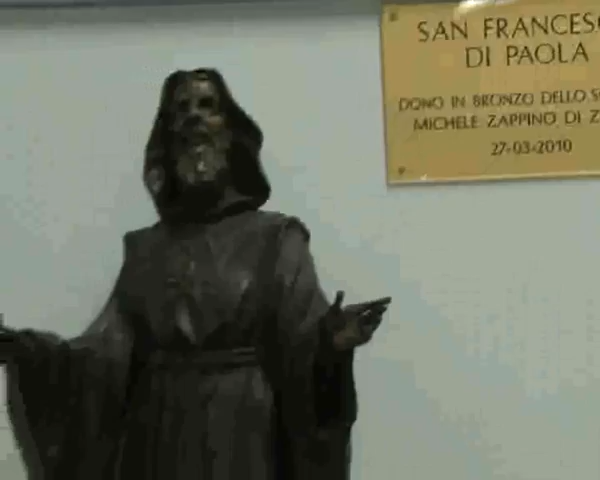 SAN FRANCESC
DI PAOLA
DONO IN BRONZO DELLO S
MICHELE ZAPPINO DI Z
27-03-2010